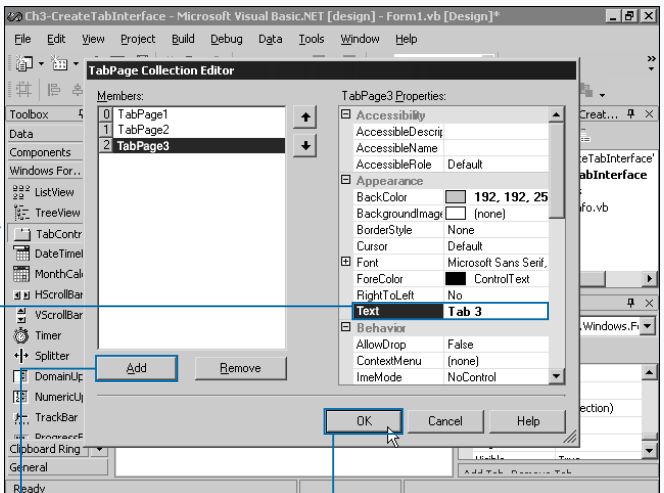 Ch3-CreateTabInterface - Microsoft Visual Basic.NET [design] - Form1.vb [Design]*
File Edit View Project Build Debug Data Tools Window Help
TabPage Collection Editor
Members:
0 TabPage1
1 TabPage2
2 TabPage3
Add Remove
TabPage3 Properties:
Accessibility
AccessibleDescrip
AccessibleName
AccessibleRole Default
Appearance
BackColor 192, 192, 25
BackgroundImage (none)
BorderStyle None
Cursor Default
Font Microsoft Sans Serif,
ForeColor ControlText
RightToLeft No
Text Tab 3
Behavior
AllowDrop False
ContextMenu (none)
ImeMode NoControl
OK Cancel Help
Toolbox
Data
Components
Windows For..
ListView
TreeView
TabContr
DateTimeI
MonthCale
HScrollBar
VScrollBar
Timer
Splitter
DomainUp
NumericUp
TrackBar
Clipboard Ring
General
Ready
Creat...
eTabInterface'
abInterface
fo.vb
.Windows.F
ection)